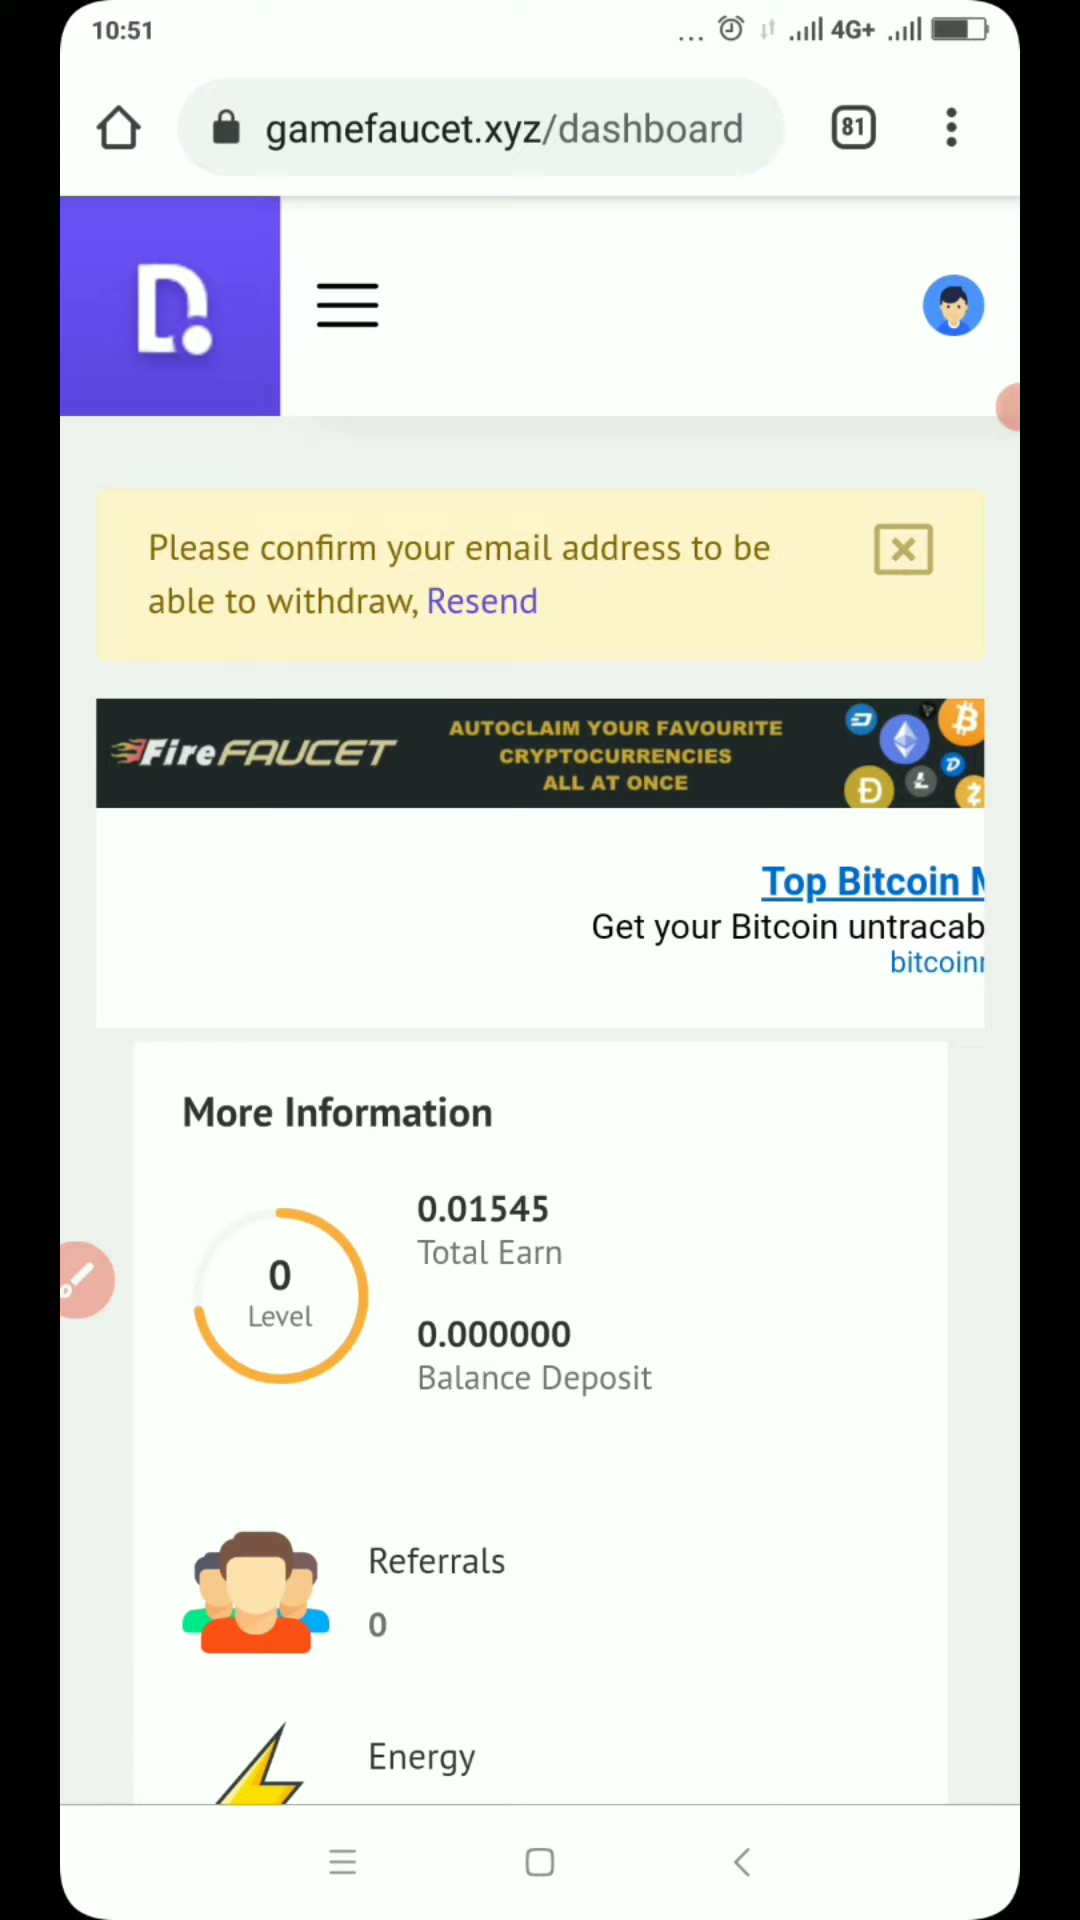 10:51
... 4G+
gamefaucet.xyz/dashboard
81
D.
Please confirm your email address to be
able to withdraw, Resend
FireFAUCET
AUTOCLAIM YOUR FAVOURITE
CRYPTOCURRENCIES
ALL AT ONCE
Top Bitcoin
Get your Bitcoin untracab
bitcoin
More Information
0
Level
0.01545
Total Earn
0.000000
Balance Deposit
Referrals
0
Energy